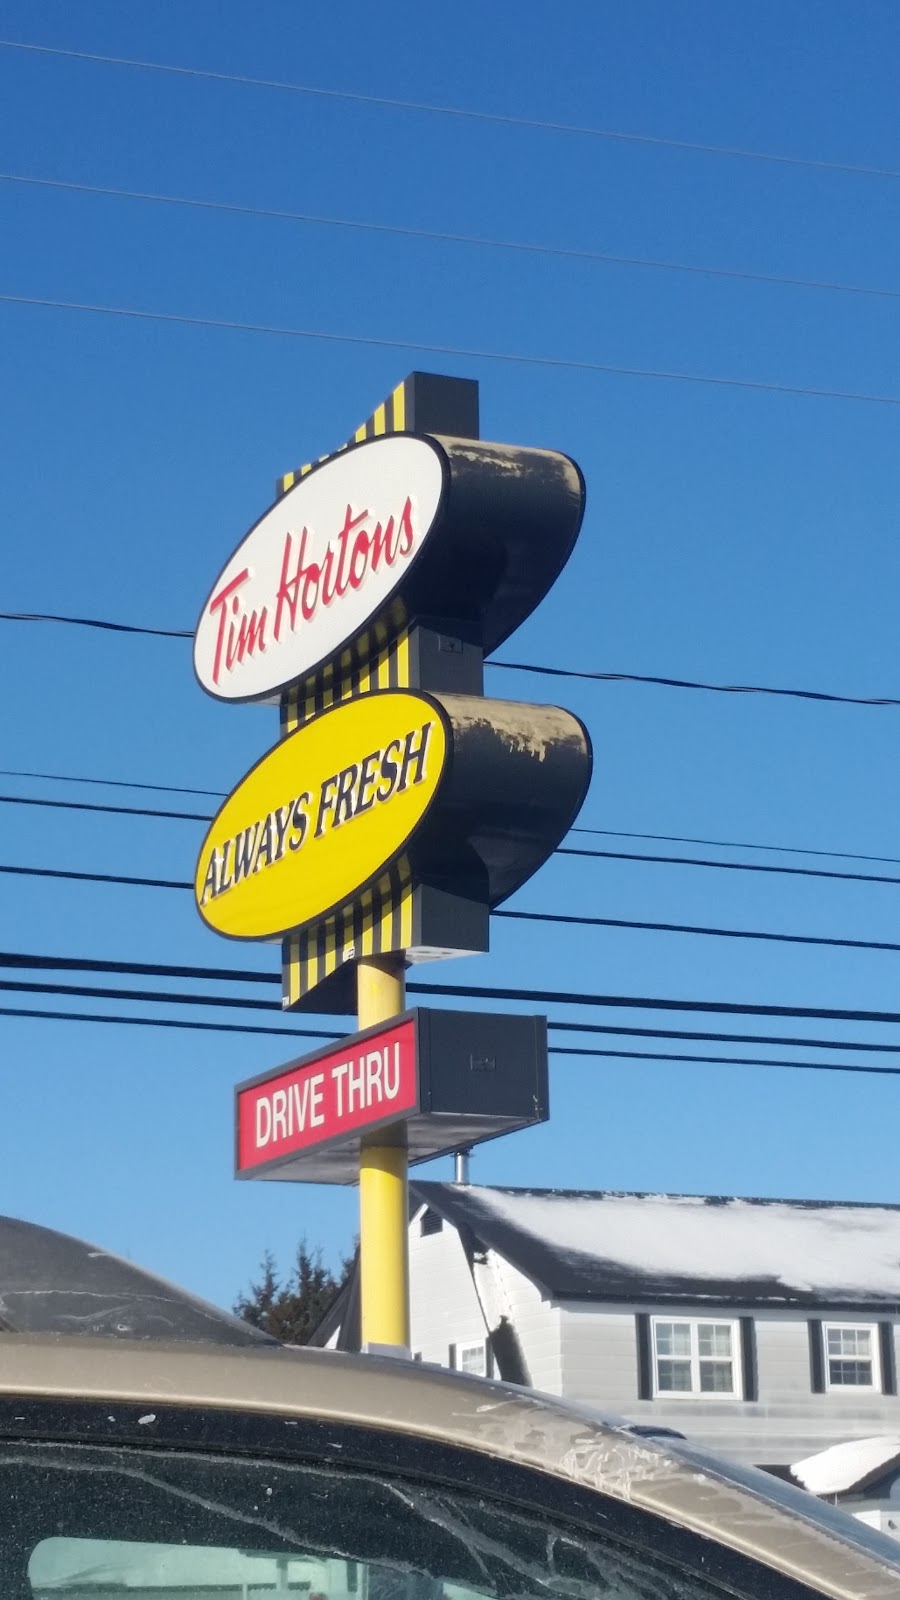 Tim Hortons
ALWAYS FRESH
DRIVE THRU